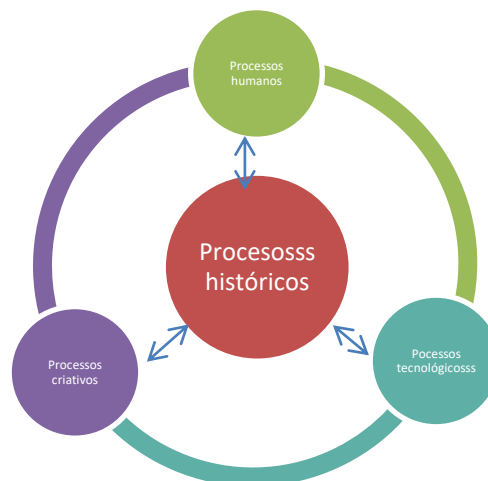 Processos
humanos
Procesosss
históricos
Processos
criativos
Pocessos
tecnológicosss